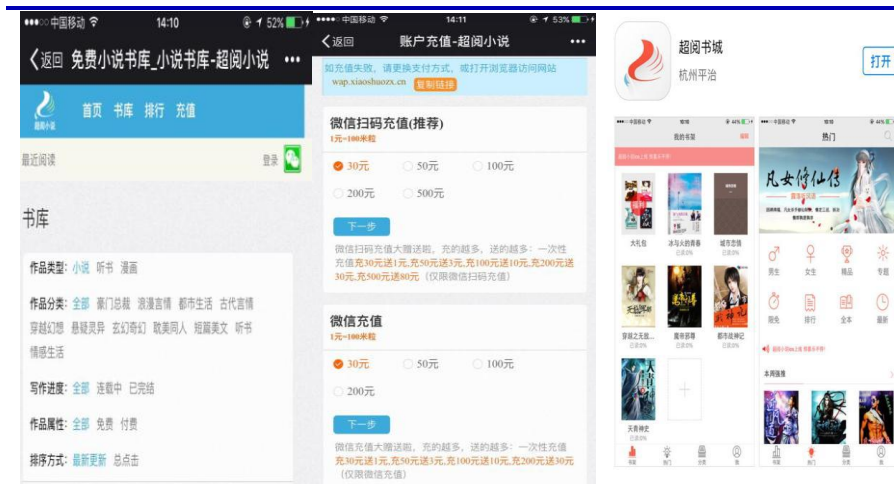 中国移动 14:10 52%
返回 免费小说书库_小说书库-超阅小说
超阅小说 首页 书库 排行 充值
最近阅读 登录
书库
作品类型: 小说 听书 漫画
作品分类: 全部 豪门总裁 浪漫言情 都市生活 古代言情
穿越幻想 悬疑灵异 玄幻奇幻 耽美同人 短篇美文 听书
情感生活
写作进度: 全部 连载中 已完结
作品属性: 全部 免费 付费
排序方式: 最新更新 总点击
中国移动 14:11 53%
返回 账户充值-超阅小说
如充值失败，请更换支付方式，或打开浏览器访问网站
wap.xiaoshuozx.cn 复制链接
微信扫码充值(推荐)
1元=100米粒
30元 50元 100元
200元 500元
下一步
微信扫码充值大赠送啦，充的越多，送的越多：一次性
充值充30元送1元,充50元送3元,充100元送10元,充200元送
30元,充500元送80元（仅限微信扫码充值）
微信充值
1元=100米粒
30元 50元 100元
200元
下一步
微信充值大赠送啦，充的越多，送的越多：一次性充值
充30元送1元,充50元送3元,充100元送10元,充200元送30元
（仅限微信充值）
超阅书城
杭州平治
打开
我的书架
大礼包 冰与火的青春 城市恋情
穿越之无敌... 魔帝邪尊 都市战神记
天青神史
书架 热门 分类 我
热门
凡女修仙传
男生 女生 精品 专题
限免 排行 全本 最新
本周强推
书架 热门 分类 我